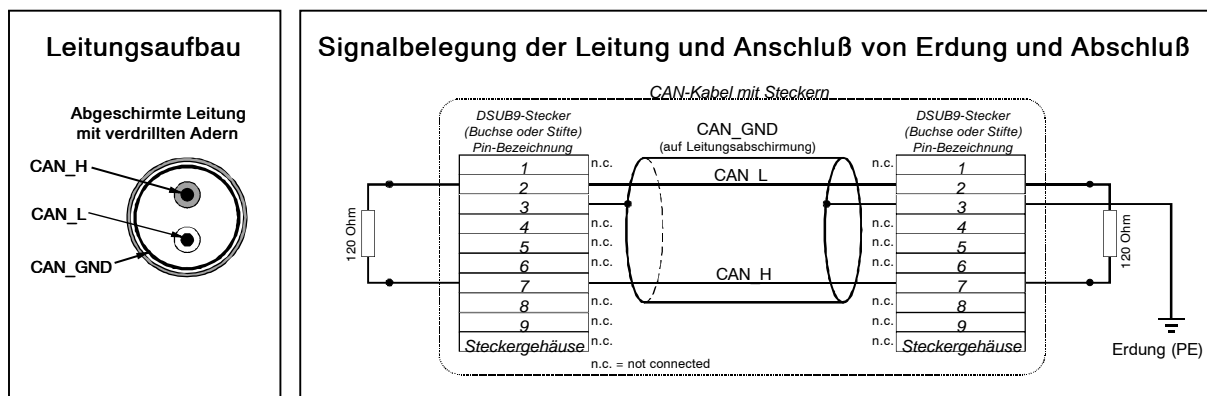 Leitungsaufbau
Abgeschirmte Leitung
mit verdrillten Adern
CAN_H
CAN_L
CAN_GND
Signalbelegung der Leitung und Anschluß von Erdung und Abschluß
CAN-Kabel mit Steckern
DSUB9-Stecker
(Buchse oder Stifte)
Pin-Bezeichnung
CAN_GND
(auf Leitungsabschirmung)
DSUB9-Stecker
(Buchse oder Stifte)
Pin-Bezeichnung
120 Ohm
1
2
3
4
5
6
7
8
9
Steckergehäuse
n.c.
n.c.
n.c.
n.c.
n.c.
n.c.
n.c.
CAN_L
CAN_H
n.c. = not connected
n.c.
n.c.
n.c.
n.c.
n.c.
n.c.
n.c.
1
2
3
4
5
6
7
8
9
Steckergehäuse
120 Ohm
Erdung (PE)